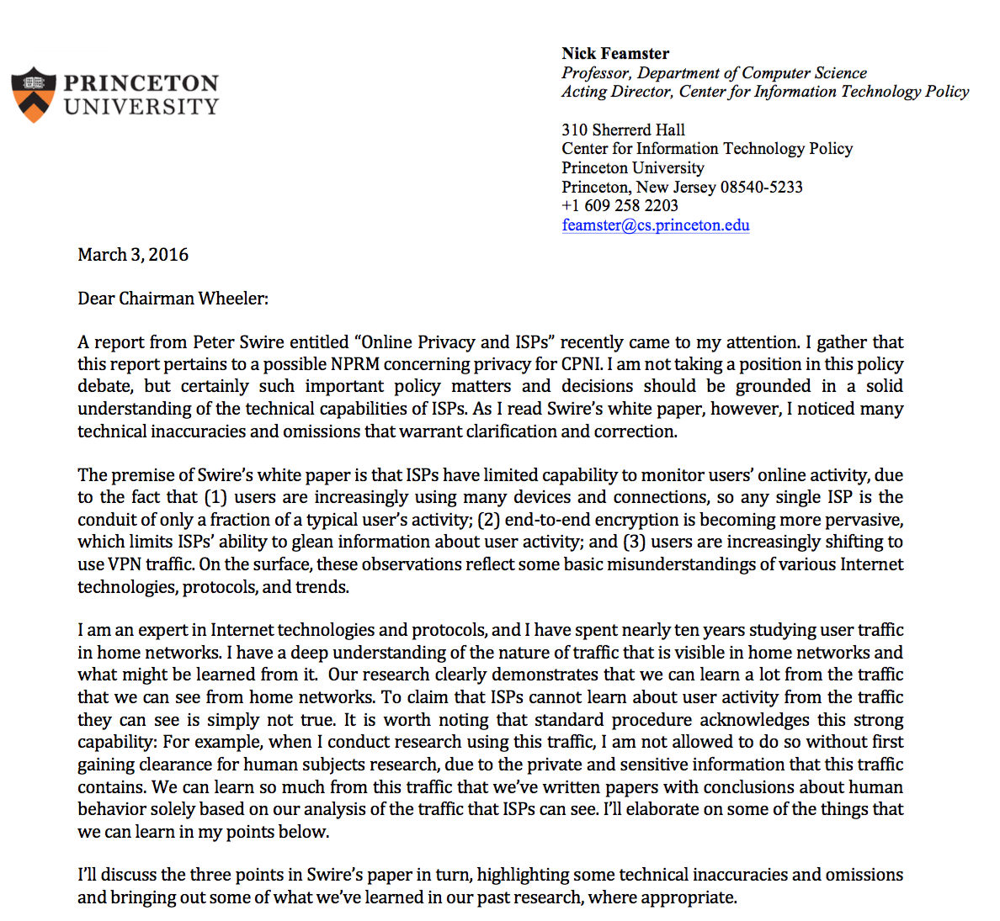 PRINCETON
UNIVERSITY
Nick Feamster
Professor, Department of Computer Science
Acting Director, Center for Information Technology Policy
310 Sherrerd Hall
Center for Information Technology Policy
Princeton University
Princeton, New Jersey 08540-5233
+1 609 258 2203
feamster@cs.princeton.edu
March 3, 2016
Dear Chairman Wheeler:
A report from Peter Swire entitled “Online Privacy and ISPs” recently came to my attention. I gather that
this report pertains to a possible NPRM concerning privacy for CPNI. I am not taking a position in this policy
debate, but certainly such important policy matters and decisions should be grounded in a solid
understanding of the technical capabilities of ISPs. As I read Swire’s white paper, however, I noticed many
technical inaccuracies and omissions that warrant clarification and correction.
The premise of Swire’s white paper is that ISPs have limited capability to monitor users’ online activity, due
to the fact that (1) users are increasingly using many devices and connections, so any single ISP is the
conduit of only a fraction of a typical user’s activity; (2) end-to-end encryption is becoming more pervasive,
which limits ISPs’ ability to glean information about user activity; and (3) users are increasingly shifting to
use VPN traffic. On the surface, these observations reflect some basic misunderstandings of various Internet
technologies, protocols, and trends.
I am an expert in Internet technologies and protocols, and I have spent nearly ten years studying user traffic
in home networks. I have a deep understanding of the nature of traffic that is visible in home networks and
what might be learned from it.  Our research clearly demonstrates that we can learn a lot from the traffic
that we can see from home networks. To claim that ISPs cannot learn about user activity from the traffic
they can see is simply not true. It is worth noting that standard procedure acknowledges this strong
capability: For example, when I conduct research using this traffic, I am not allowed to do so without first
gaining clearance for human subjects research, due to the private and sensitive information that this traffic
contains. We can learn so much from this traffic that we’ve written papers with conclusions about human
behavior solely based on our analysis of the traffic that ISPs can see. I’ll elaborate on some of the things that
we can learn in my points below.
I’ll discuss the three points in Swire’s paper in turn, highlighting some technical inaccuracies and omissions
and bringing out some of what we’ve learned in our past research, where appropriate.